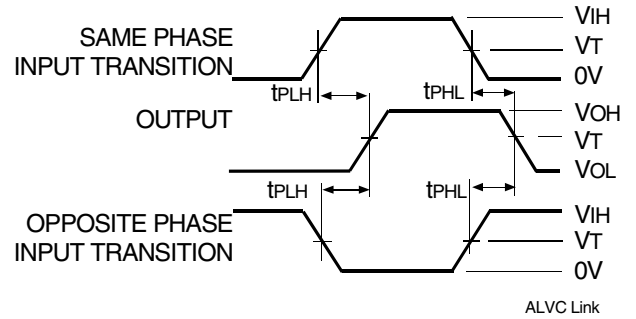 SAME PHASE
INPUT TRANSITION
VIH
VT
0V
tPLH
tPHL
OUTPUT
VOH
VT
VOL
tPLH
tPHL
OPPOSITE PHASE
INPUT TRANSITION
VIH
VT
0V
ALVC Link